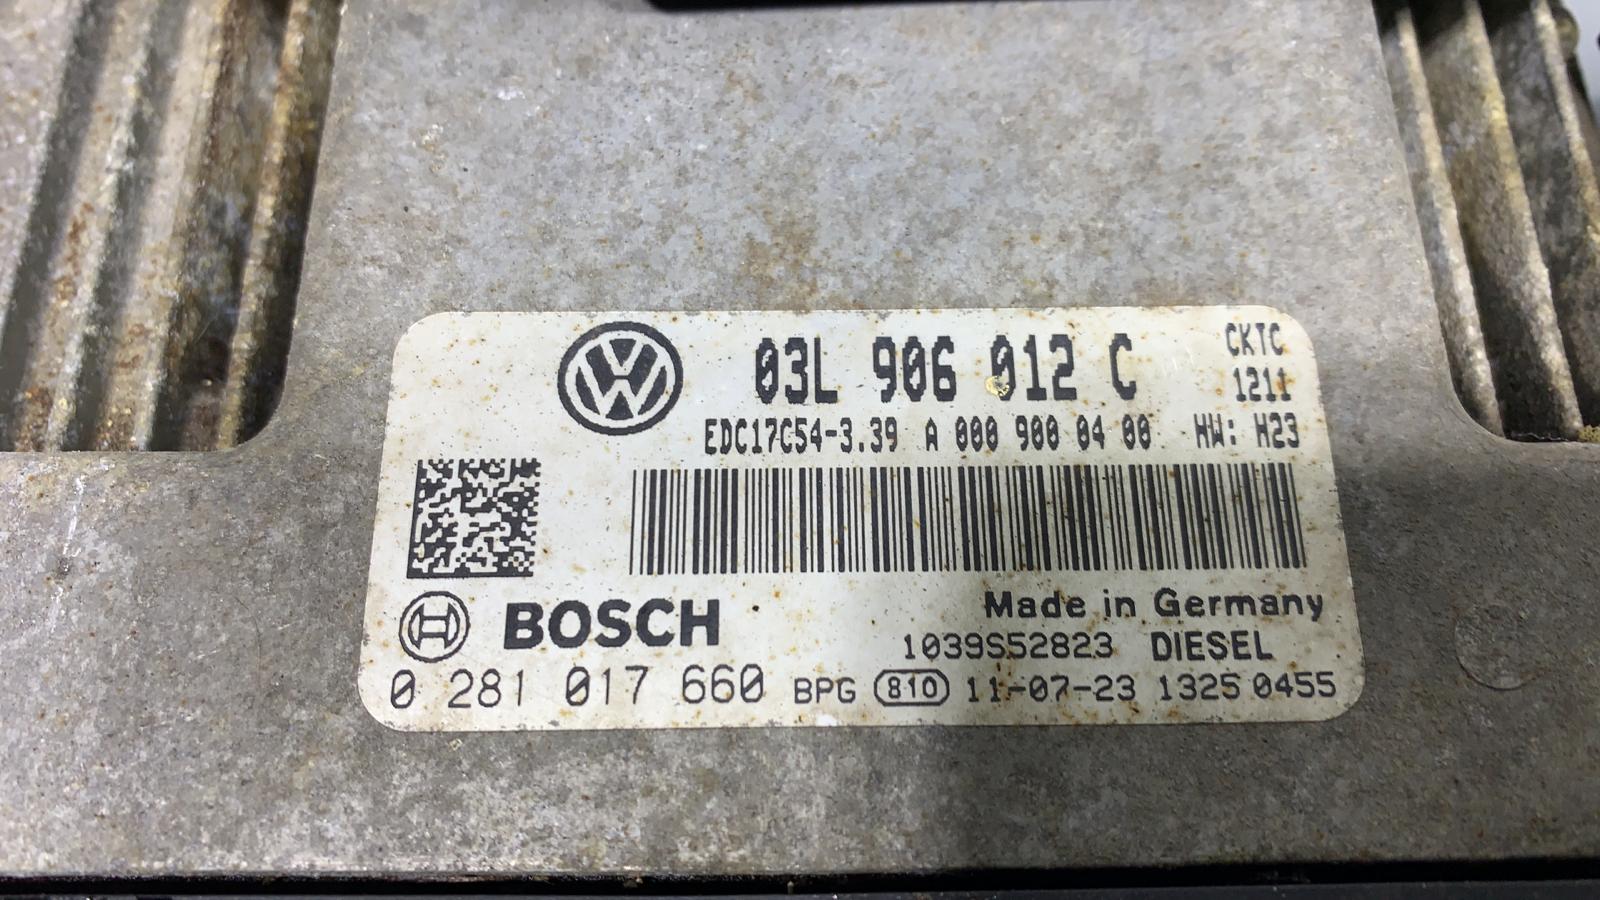 03L 906 012 C
CKTC
1211
EDC17C54-3.39 A 000 900 04 00 HW: H23
BOSCH
Made in Germany
1039S52823 DIESEL
0 281 017 660 BPG 810 11-07-23 1325 0455